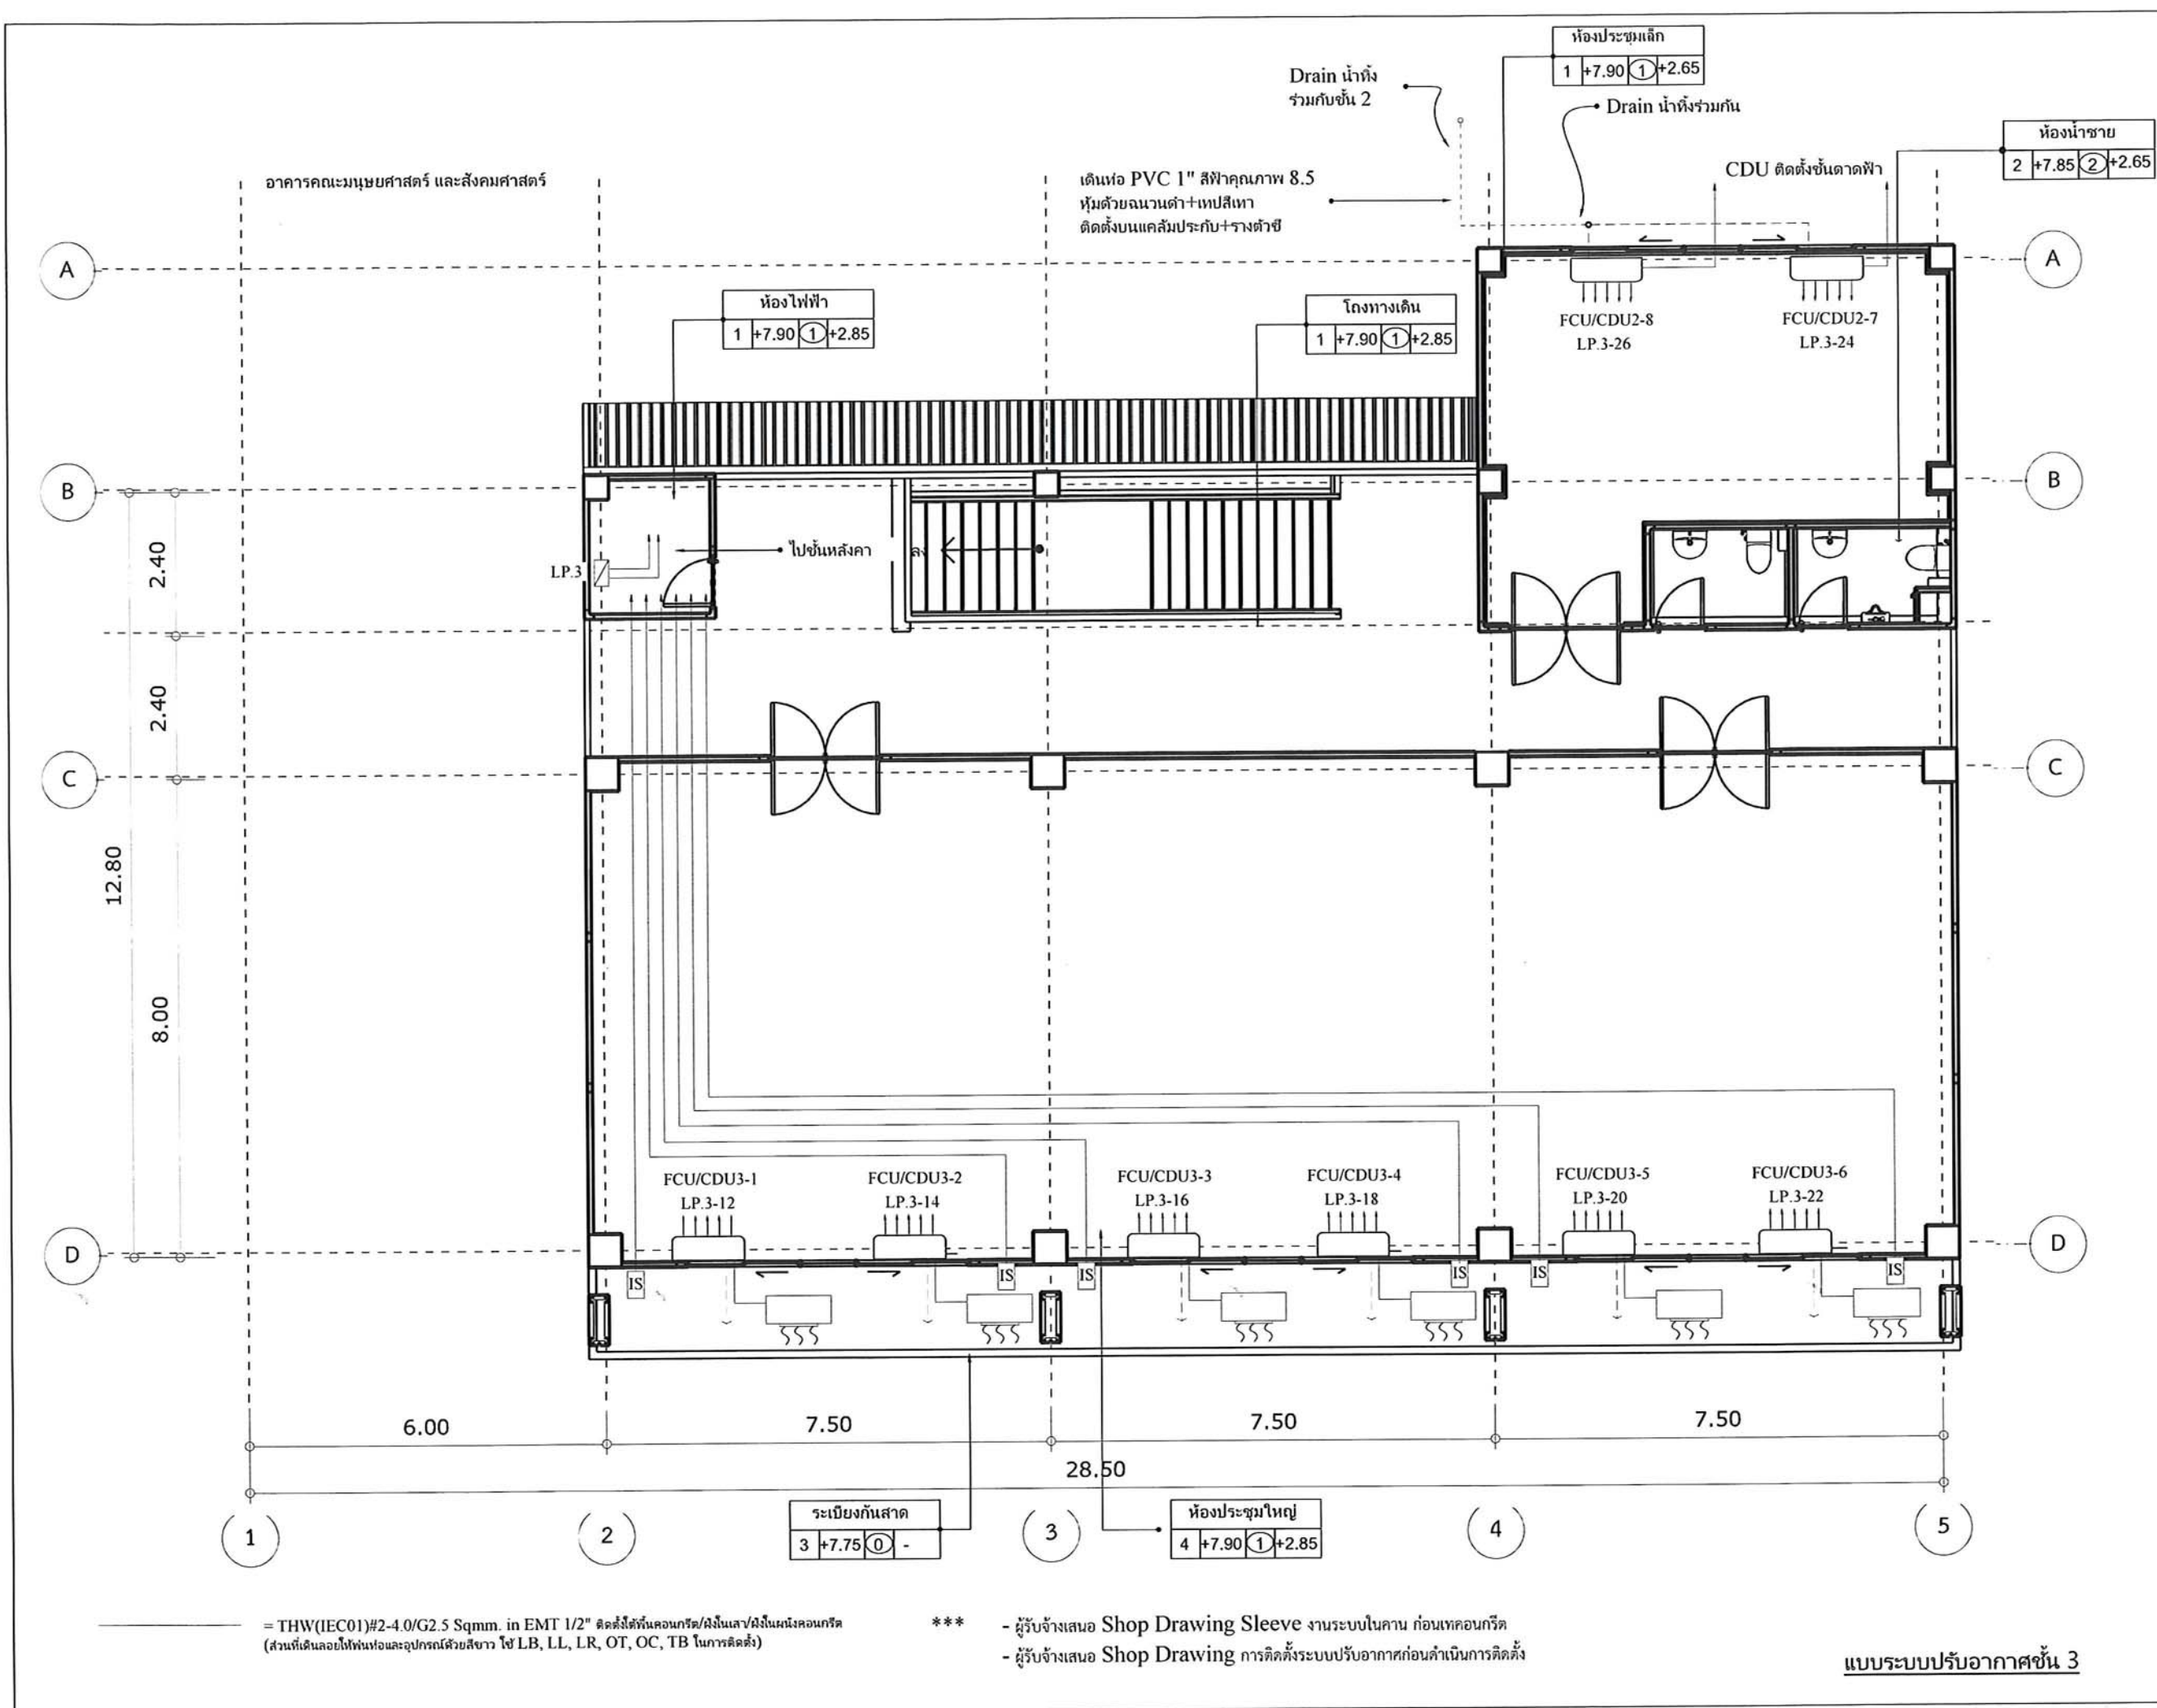 ห้องประชุมเล็ก
1 +7.90 1 +2.65
Drain น้ำทิ้ง
ร่วมกับชั้น 2
Drain น้ำทิ้งร่วมกัน
ห้องน้ำชาย
2 +7.85 2 +2.65
อาคารคณะมนุษยศาสตร์ และสังคมศาสตร์
เดินท่อ PVC 1" สีฟ้าคุณภาพ 8.5
หุ้มด้วยฉนวนดำ+เทปสีเทา
ติดตั้งบนแคล้มประกับ+รางตัวซี
CDU ติดตั้งชั้นดาดฟ้า
A
A
ห้องไฟฟ้า
1 +7.90 1 +2.85
โถงทางเดิน
1 +7.90 1 +2.85
FCU/CDU2-8
LP.3-26
FCU/CDU2-7
LP.3-24
B
B
2.40
ไปชั้นหลังคา
ลง
LP.3
2.40
C
C
12.80
8.00
FCU/CDU3-1
LP.3-12
FCU/CDU3-2
LP.3-14
FCU/CDU3-3
LP.3-16
FCU/CDU3-4
LP.3-18
FCU/CDU3-5
LP.3-20
FCU/CDU3-6
LP.3-22
D
D
IS
IS
IS
IS
IS
IS
6.00
7.50
7.50
7.50
28.50
ระเบียงกันสาด
3 +7.75 0 -
ห้องประชุมใหญ่
4 +7.90 1 +2.85
1
2
3
4
5
= THW(IEC01)#2-4.0/G2.5 Sqmm. in EMT 1/2" ติดตั้งใต้พื้นคอนกรีต/ฝังในเสา/ฝังในผนังคอนกรีต
(ส่วนที่เดินลอยให้พ่นท่อและอุปกรณ์ด้วยสีขาว ใช้ LB, LL, LR, OT, OC, TB ในการติดตั้ง)
*** - ผู้รับจ้างเสนอ Shop Drawing Sleeve งานระบบในคาน ก่อนเทคอนกรีต
- ผู้รับจ้างเสนอ Shop Drawing การติดตั้งระบบปรับอากาศก่อนดำเนินการติดตั้ง
แบบระบบปรับอากาศชั้น 3